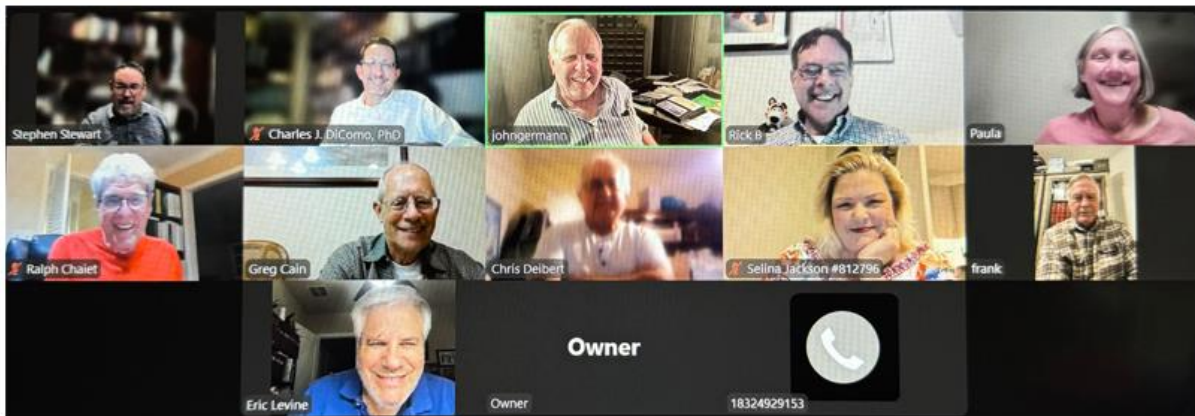 Stephen Stewart
Charles J. DiComo, PhD
johngermann
Rick B
Paula
Ralph Chaiet
Greg Cain
Chris Deibert
Selina Jackson #812796
frank
Eric Levine
Owner
Owner
18324929153